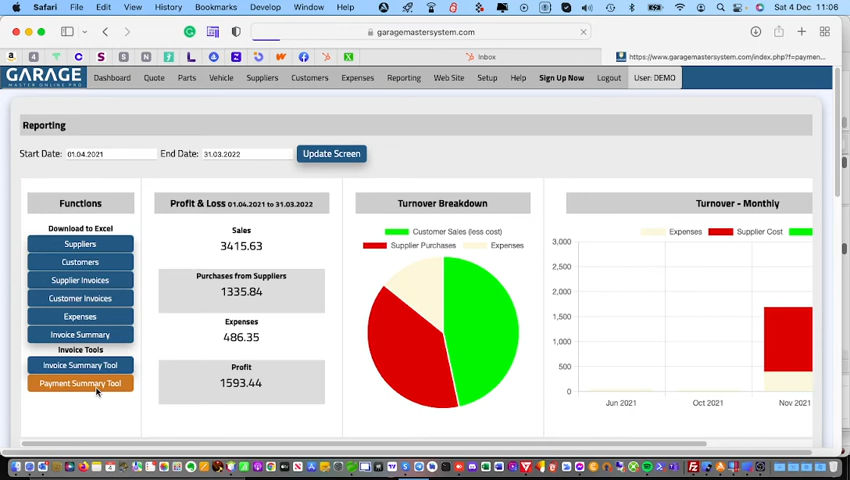 Safari File Edit View History Bookmarks Develop Window Help Sat 4 Dec 11:06
garagemastersystem.com
Inbox https://www.garagemastersystem.com/index.php?f=paymen...
GARAGE
MASTER ONLINE PRO
Dashboard Quote Parts Vehicle Suppliers Customers Expenses Reporting Web Site Setup Help Sign Up Now Logout User: DEMO
Reporting
Start Date: 01.04.2021 End Date: 31.03.2022 Update Screen
Functions
Download to Excel
Suppliers
Customers
Supplier Invoices
Customer Invoices
Expenses
Invoice Summary
Invoice Tools
Invoice Summary Tool
Payment Summary Tool
Profit & Loss 01.04.2021 to 31.03.2022
Sales
3415.63
Purchases from Suppliers
1335.84
Expenses
486.35
Profit
1593.44
Turnover Breakdown
Customer Sales (less cost)
Supplier Purchases Expenses
Turnover - Monthly
Expenses Supplier Cost
3,000
2,500
2,000
1,500
1,000
500
0
Jun 2021 Oct 2021 Nov 2021